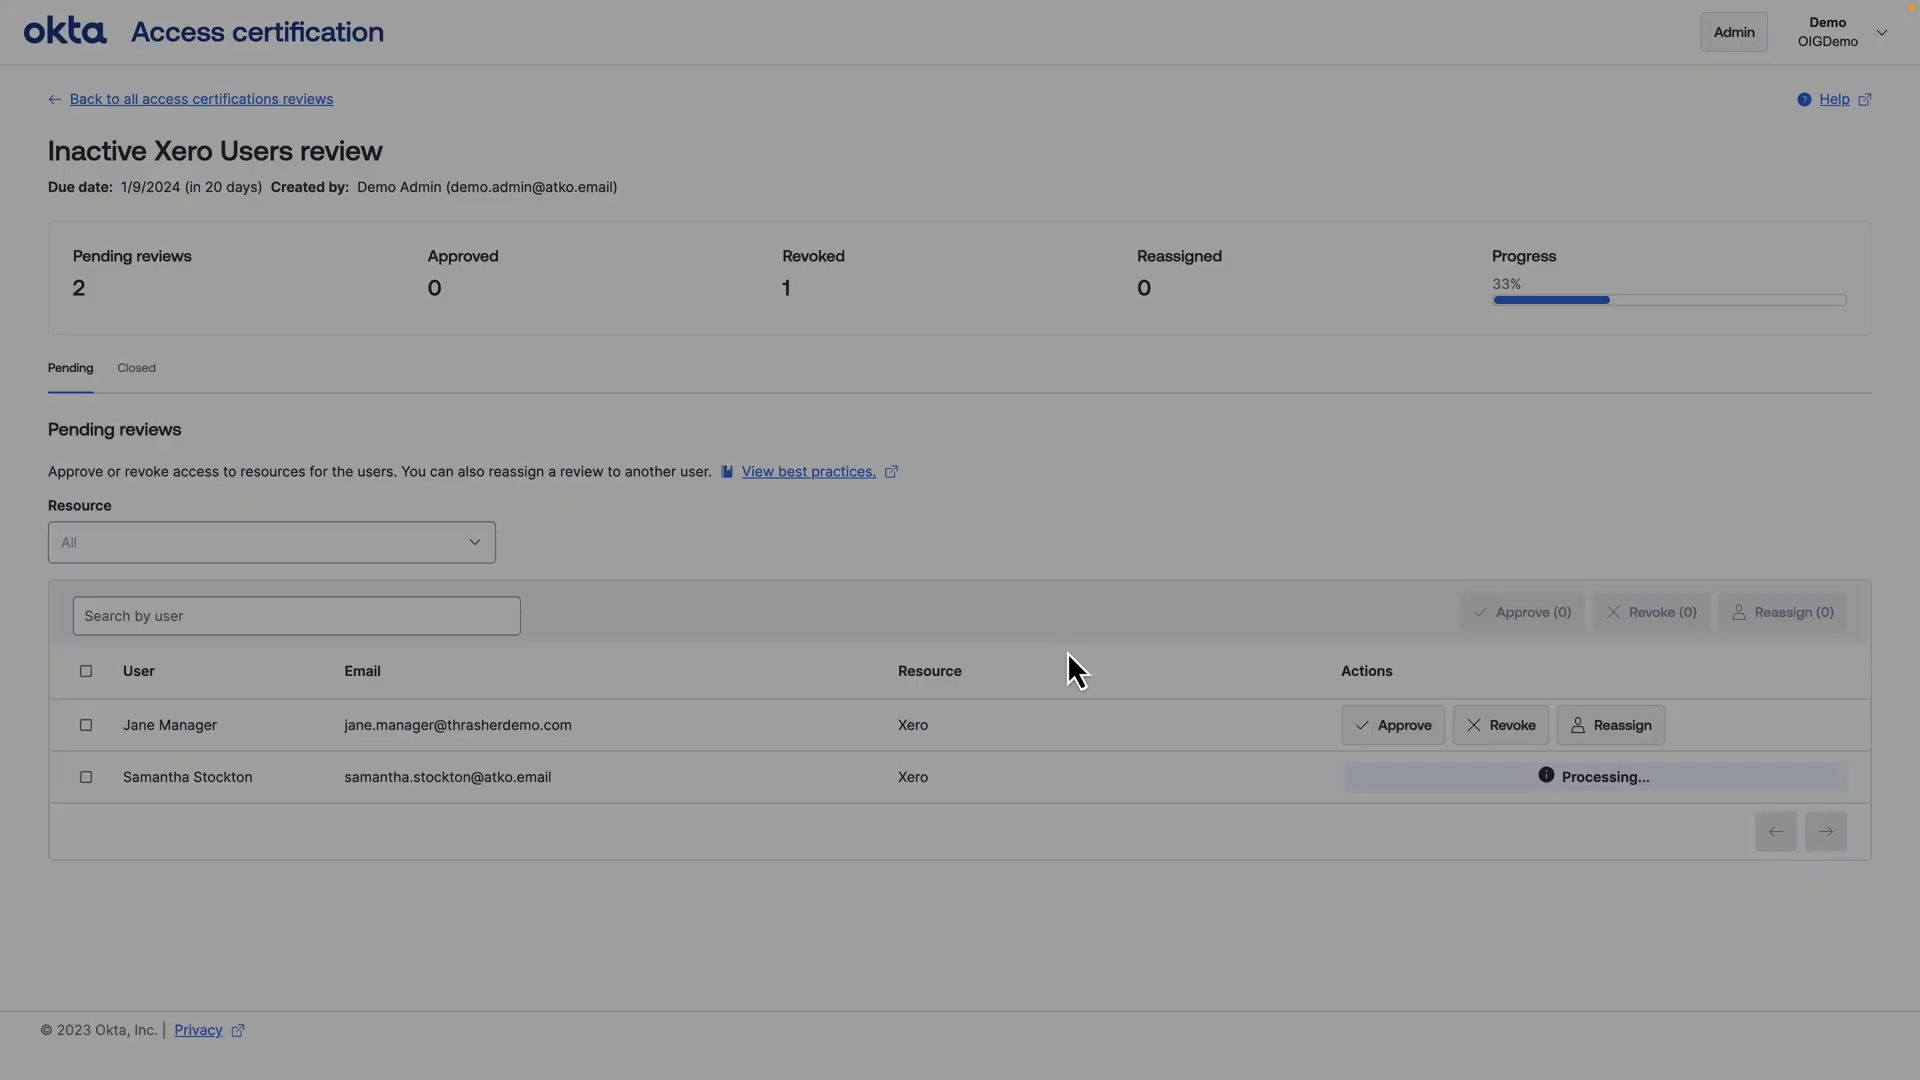 okta Access certification
Admin
Demo
OIGDemo
Back to all access certifications reviews
Help
Inactive Xero Users review
Due date: 1/9/2024 (in 20 days) Created by: Demo Admin (demo.admin@atko.email)
Pending reviews Approved Revoked Reassigned Progress
2 0 1 0 33%
Pending Closed
Pending reviews
Approve or revoke access to resources for the users. You can also reassign a review to another user. View best practices.
Resource
All
Search by user Approve (0) Revoke (0) Reassign (0)
User Email Resource Actions
Jane Manager jane.manager@thrasherdemo.com Xero Approve Revoke Reassign
Samantha Stockton samantha.stockton@atko.email Xero Processing...
© 2023 Okta, Inc. | Privacy